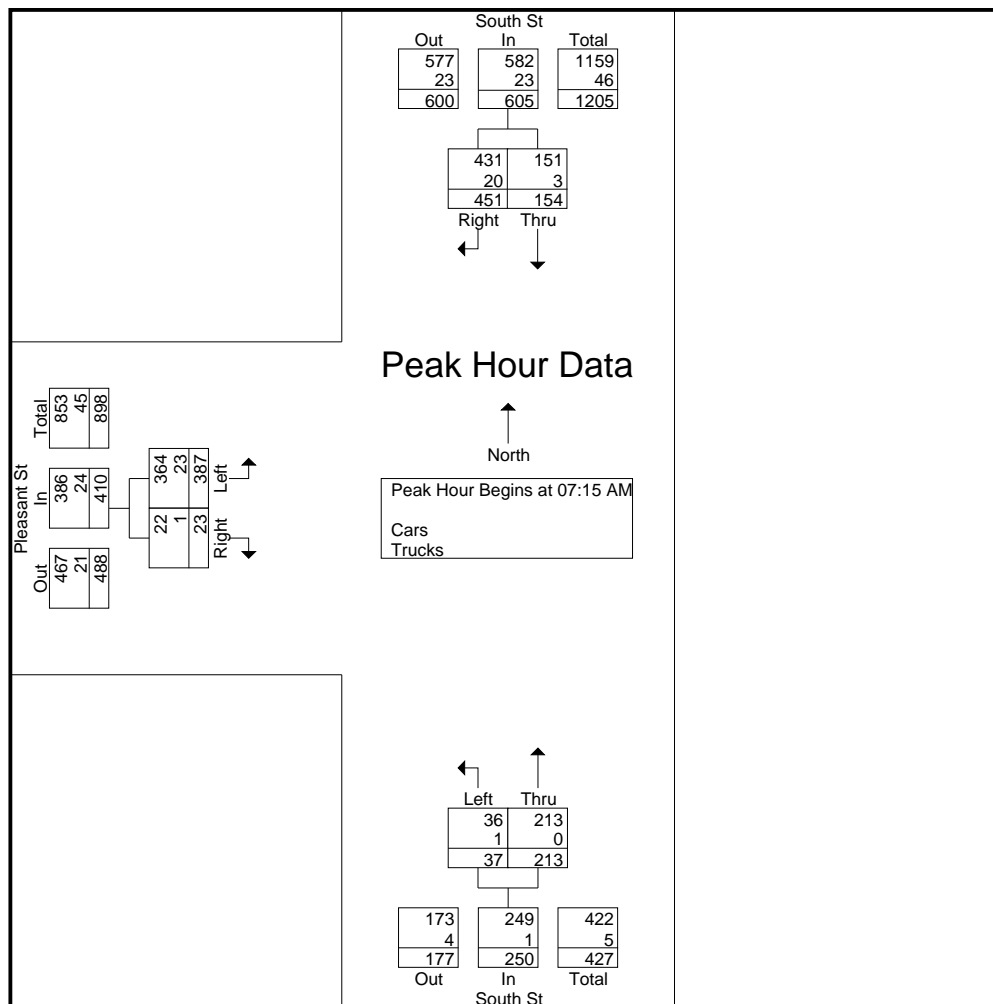 South St
Out In Total
577 582 1159
23 23 46
600 605 1205
431 151
20 3
451 154
Right Thru
Peak Hour Data
North
Peak Hour Begins at 07:15 AM
Cars
Trucks
Pleasant St
Out In Total
467 386 853
21 24 45
488 410 898
22 364
1 23
23 387
Right Left
Left Thru
36 213
1 0
37 213
173 249 422
4 1 5
177 250 427
Out In Total
South St